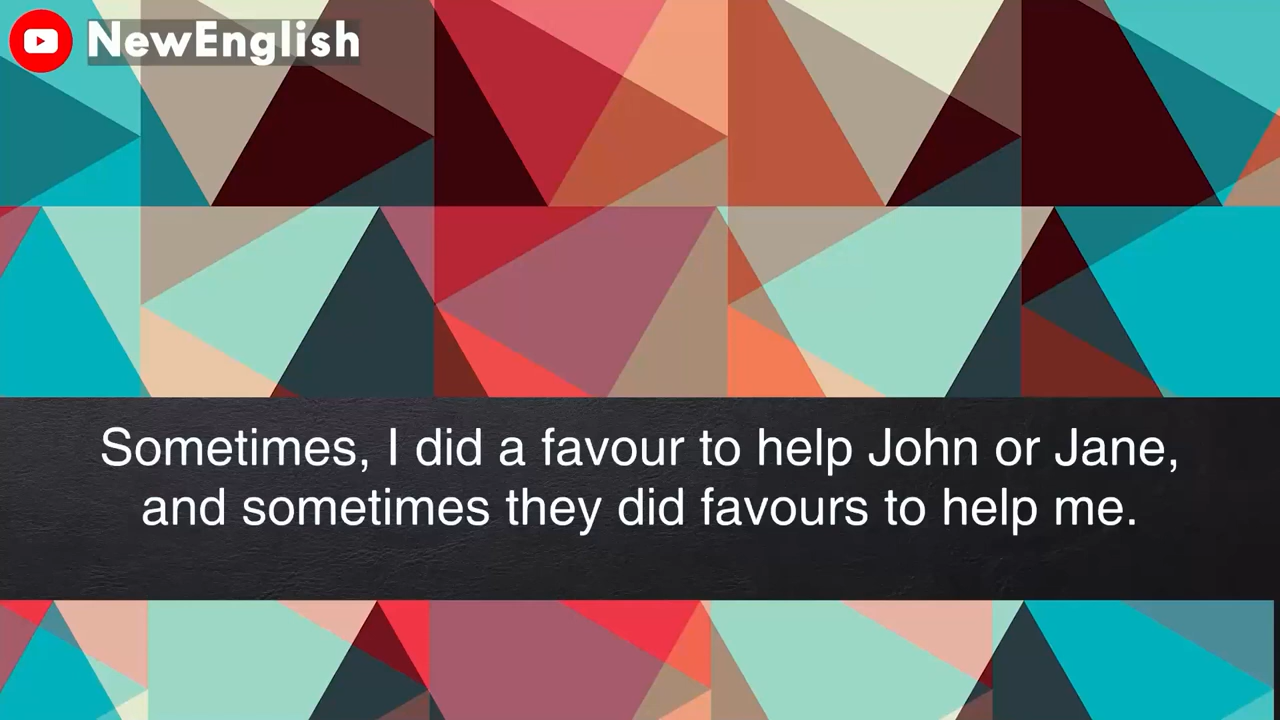 NewEnglish
Sometimes, I did a favour to help John or Jane,
and sometimes they did favours to help me.